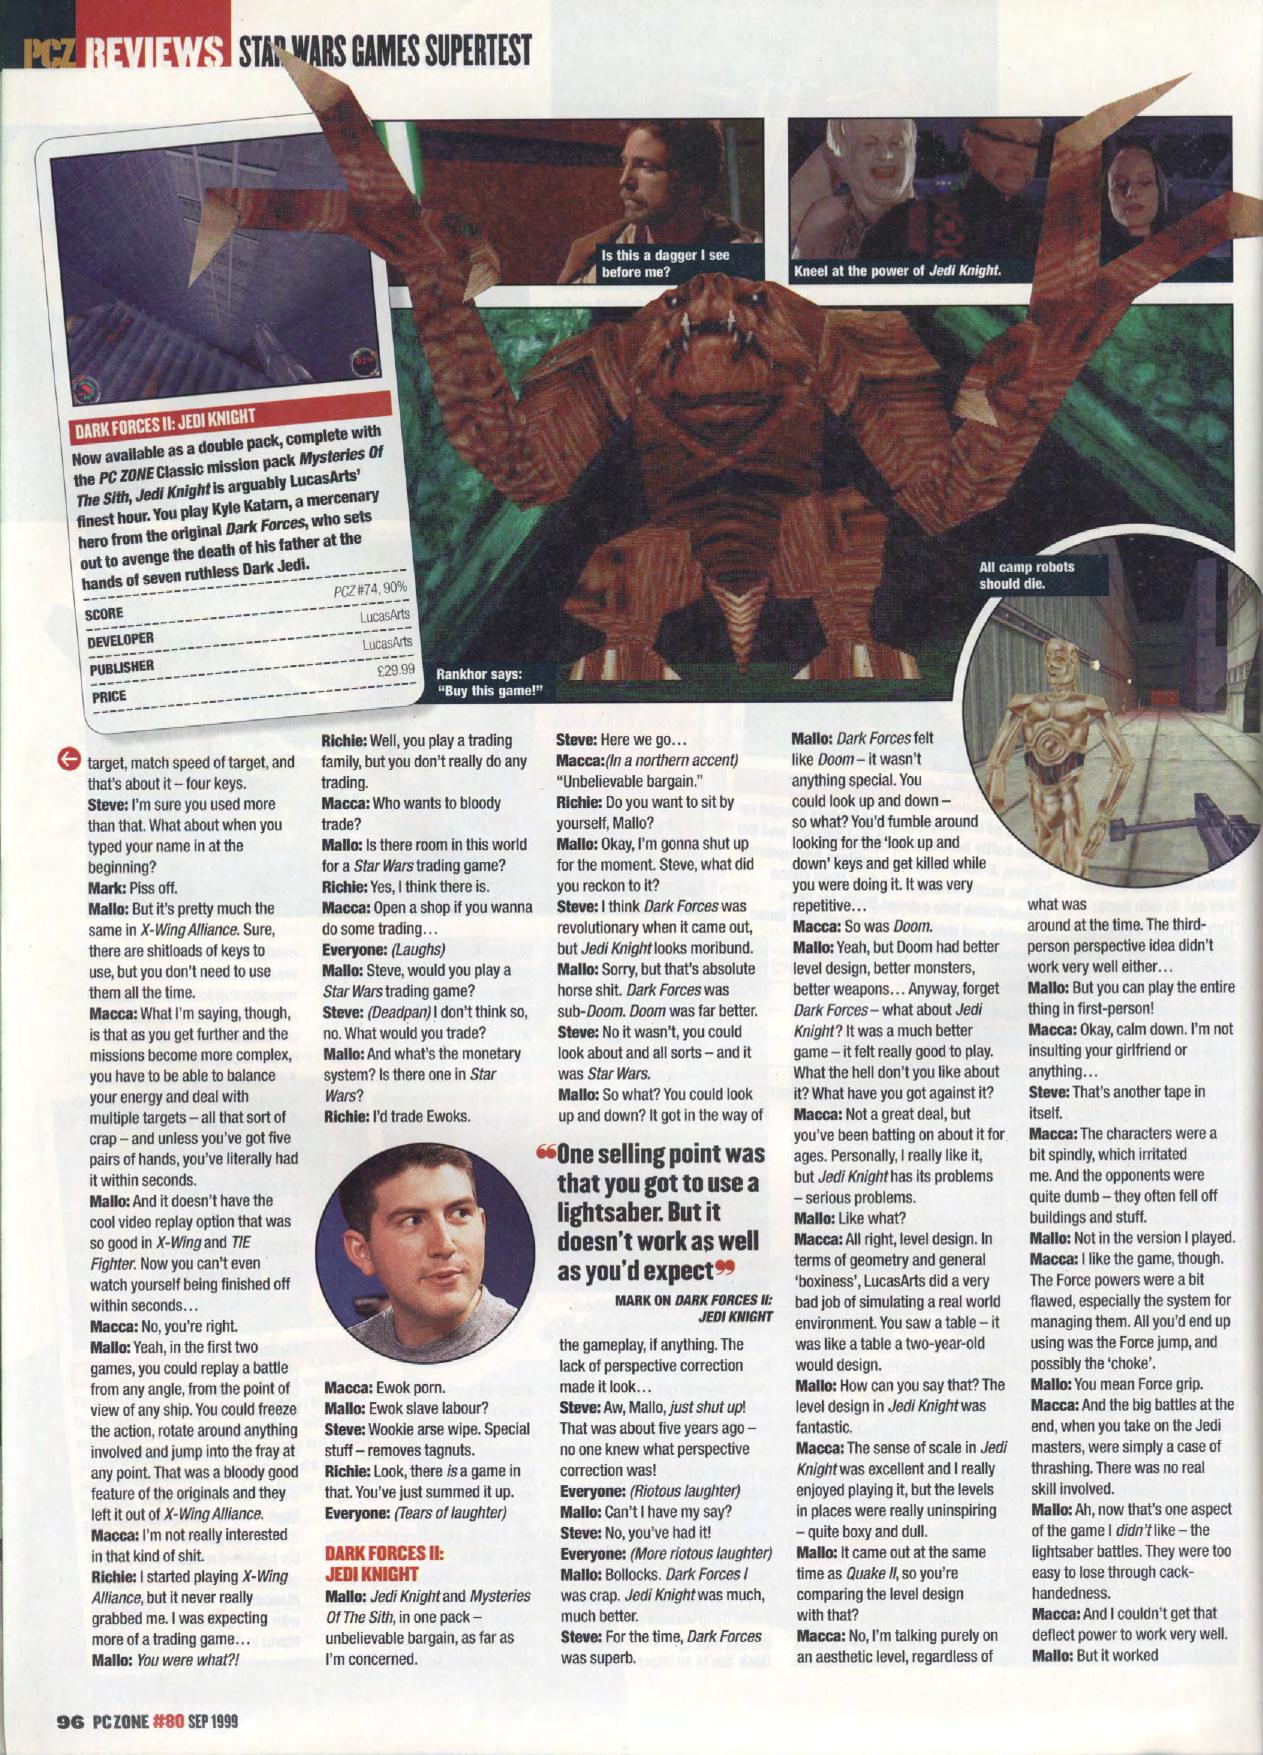 PCZ REVIEWS STAR WARS GAMES SUPERTEST
Is this a dagger I see
before me?
Kneel at the power of Jedi Knight.
DARK FORCES II: JEDI KNIGHT
Now available as a double pack, complete with
the PC ZONE Classic mission pack Mysteries Of
The Sith, Jedi Knight is arguably LucasArts'
finest hour. You play Kyle Katarn, a mercenary
hero from the original Dark Forces, who sets
out to avenge the death of his father at the
hands of seven ruthless Dark Jedi.
SCORE PCZ #74, 90%
DEVELOPER LucasArts
PUBLISHER LucasArts
PRICE £29.99
Rankhor says:
"Buy this game!"
All camp robots
should die.
target, match speed of target, and
that's about it – four keys.
Steve: I'm sure you used more
than that. What about when you
typed your name in at the
beginning?
Mark: Piss off.
Mallo: But it's pretty much the
same in X-Wing Alliance. Sure,
there are shitloads of keys to
use, but you don't need to use
them all the time.
Macca: What I'm saying, though,
is that as you get further and the
missions become more complex,
you have to be able to balance
your energy and deal with
multiple targets – all that sort of
crap – and unless you've got five
pairs of hands, you've literally had
it within seconds.
Mallo: And it doesn't have the
cool video replay option that was
so good in X-Wing and TIE
Fighter. Now you can't even
watch yourself being finished off
within seconds...
Macca: No, you're right.
Mallo: Yeah, in the first two
games, you could replay a battle
from any angle, from the point of
view of any ship. You could freeze
the action, rotate around anything
involved and jump into the fray at
any point. That was a bloody good
feature of the originals and they
left it out of X-Wing Alliance.
Macca: I'm not really interested
in that kind of shit.
Richie: I started playing X-Wing
Alliance, but it never really
grabbed me. I was expecting
more of a trading game...
Mallo: You were what?!
Richie: Well, you play a trading
family, but you don't really do any
trading.
Macca: Who wants to bloody
trade?
Mallo: Is there room in this world
for a Star Wars trading game?
Richie: Yes, I think there is.
Macca: Open a shop if you wanna
do some trading...
Everyone: (Laughs)
Mallo: Steve, would you play a
Star Wars trading game?
Steve: (Deadpan) I don't think so,
no. What would you trade?
Mallo: And what's the monetary
system? Is there one in Star
Wars?
Richie: I'd trade Ewoks.
Macca: Ewok porn.
Mallo: Ewok slave labour?
Steve: Wookie arse wipe. Special
stuff – removes tagnuts.
Richie: Look, there is a game in
that. You've just summed it up.
Everyone: (Tears of laughter)
DARK FORCES II:
JEDI KNIGHT
Mallo: Jedi Knight and Mysteries
Of The Sith, in one pack –
unbelievable bargain, as far as
I'm concerned.
Steve: Here we go...
Macca: (In a northern accent)
"Unbelievable bargain."
Richie: Do you want to sit by
yourself, Mallo?
Mallo: Okay, I'm gonna shut up
for the moment. Steve, what did
you reckon to it?
Steve: I think Dark Forces was
revolutionary when it came out,
but Jedi Knight looks moribund.
Mallo: Sorry, but that's absolute
horse shit. Dark Forces was
sub-Doom. Doom was far better.
Steve: No it wasn't, you could
look about and all sorts – and it
was Star Wars.
Mallo: So what? You could look
up and down? It got in the way of
“One selling point was
that you got to use a
lightsaber. But it
doesn't work as well
as you'd expect”
MARK ON DARK FORCES II:
JEDI KNIGHT
the gameplay, if anything. The
lack of perspective correction
made it look...
Steve: Aw, Mallo, just shut up!
That was about five years ago –
no one knew what perspective
correction was!
Everyone: (Riotous laughter)
Mallo: Can't I have my say?
Steve: No, you've had it!
Everyone: (More riotous laughter)
Mallo: Bollocks. Dark Forces I
was crap. Jedi Knight was much,
much better.
Steve: For the time, Dark Forces
was superb.
Mallo: Dark Forces felt
like Doom – it wasn't
anything special. You
could look up and down –
so what? You'd fumble around
looking for the 'look up and
down' keys and get killed while
you were doing it. It was very
repetitive...
Macca: So was Doom.
Mallo: Yeah, but Doom had better
level design, better monsters,
better weapons... Anyway, forget
Dark Forces – what about Jedi
Knight? It was a much better
game – it felt really good to play.
What the hell don't you like about
it? What have you got against it?
Macca: Not a great deal, but
you've been batting on about it for
ages. Personally, I really like it,
but Jedi Knight has its problems
– serious problems.
Mallo: Like what?
Macca: All right, level design. In
terms of geometry and general
'boxiness', LucasArts did a very
bad job of simulating a real world
environment. You saw a table – it
was like a table a two-year-old
would design.
Mallo: How can you say that? The
level design in Jedi Knight was
fantastic.
Macca: The sense of scale in Jedi
Knight was excellent and I really
enjoyed playing it, but the levels
in places were really uninspiring
– quite boxy and dull.
Mallo: It came out at the same
time as Quake II, so you're
comparing the level design
with that?
Macca: No, I'm talking purely on
an aesthetic level, regardless of
what was
around at the time. The third-
person perspective idea didn't
work very well either...
Mallo: But you can play the entire
thing in first-person!
Macca: Okay, calm down. I'm not
insulting your girlfriend or
anything...
Steve: That's another tape in
itself.
Macca: The characters were a
bit spindly, which irritated
me. And the opponents were
quite dumb – they often fell off
buildings and stuff.
Mallo: Not in the version I played.
Macca: I like the game, though.
The Force powers were a bit
flawed, especially the system for
managing them. All you'd end up
using was the Force jump, and
possibly the 'choke'.
Mallo: You mean Force grip.
Macca: And the big battles at the
end, when you take on the Jedi
masters, were simply a case of
thrashing. There was no real
skill involved.
Mallo: Ah, now that's one aspect
of the game I didn't like – the
lightsaber battles. They were too
easy to lose through cack-
handedness.
Macca: And I couldn't get that
deflect power to work very well.
Mallo: But it worked
96 PC ZONE #80 SEP 1999